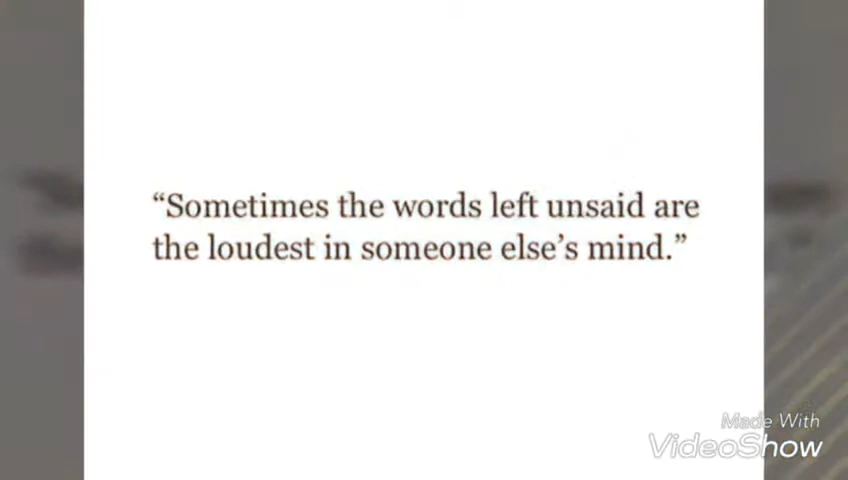 “Sometimes the words left unsaid are
the loudest in someone else’s mind.”
Made With
VideoShow